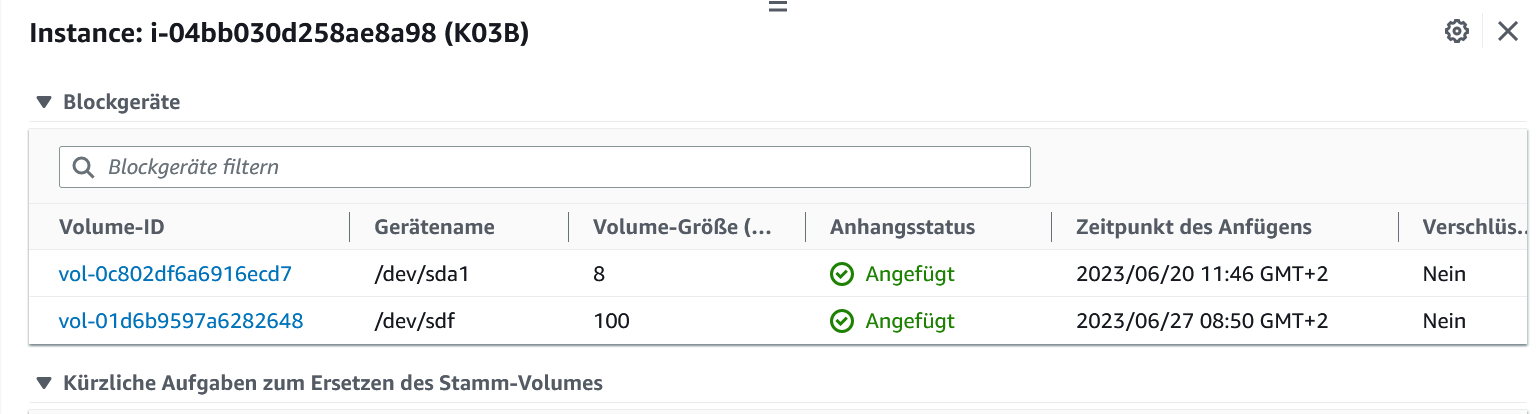 Instance: i-04bb030d258ae8a98 (K03B)
Blockgeräte
Blockgeräte filtern
Volume-ID Gerätename Volume-Größe (... Anhangsstatus Zeitpunkt des Anfügens Verschlüs...
vol-0c802df6a6916ecd7 /dev/sda1 8 Angefügt 2023/06/20 11:46 GMT+2 Nein
vol-01d6b9597a6282648 /dev/sdf 100 Angefügt 2023/06/27 08:50 GMT+2 Nein
Kürzliche Aufgaben zum Ersetzen des Stamm-Volumes